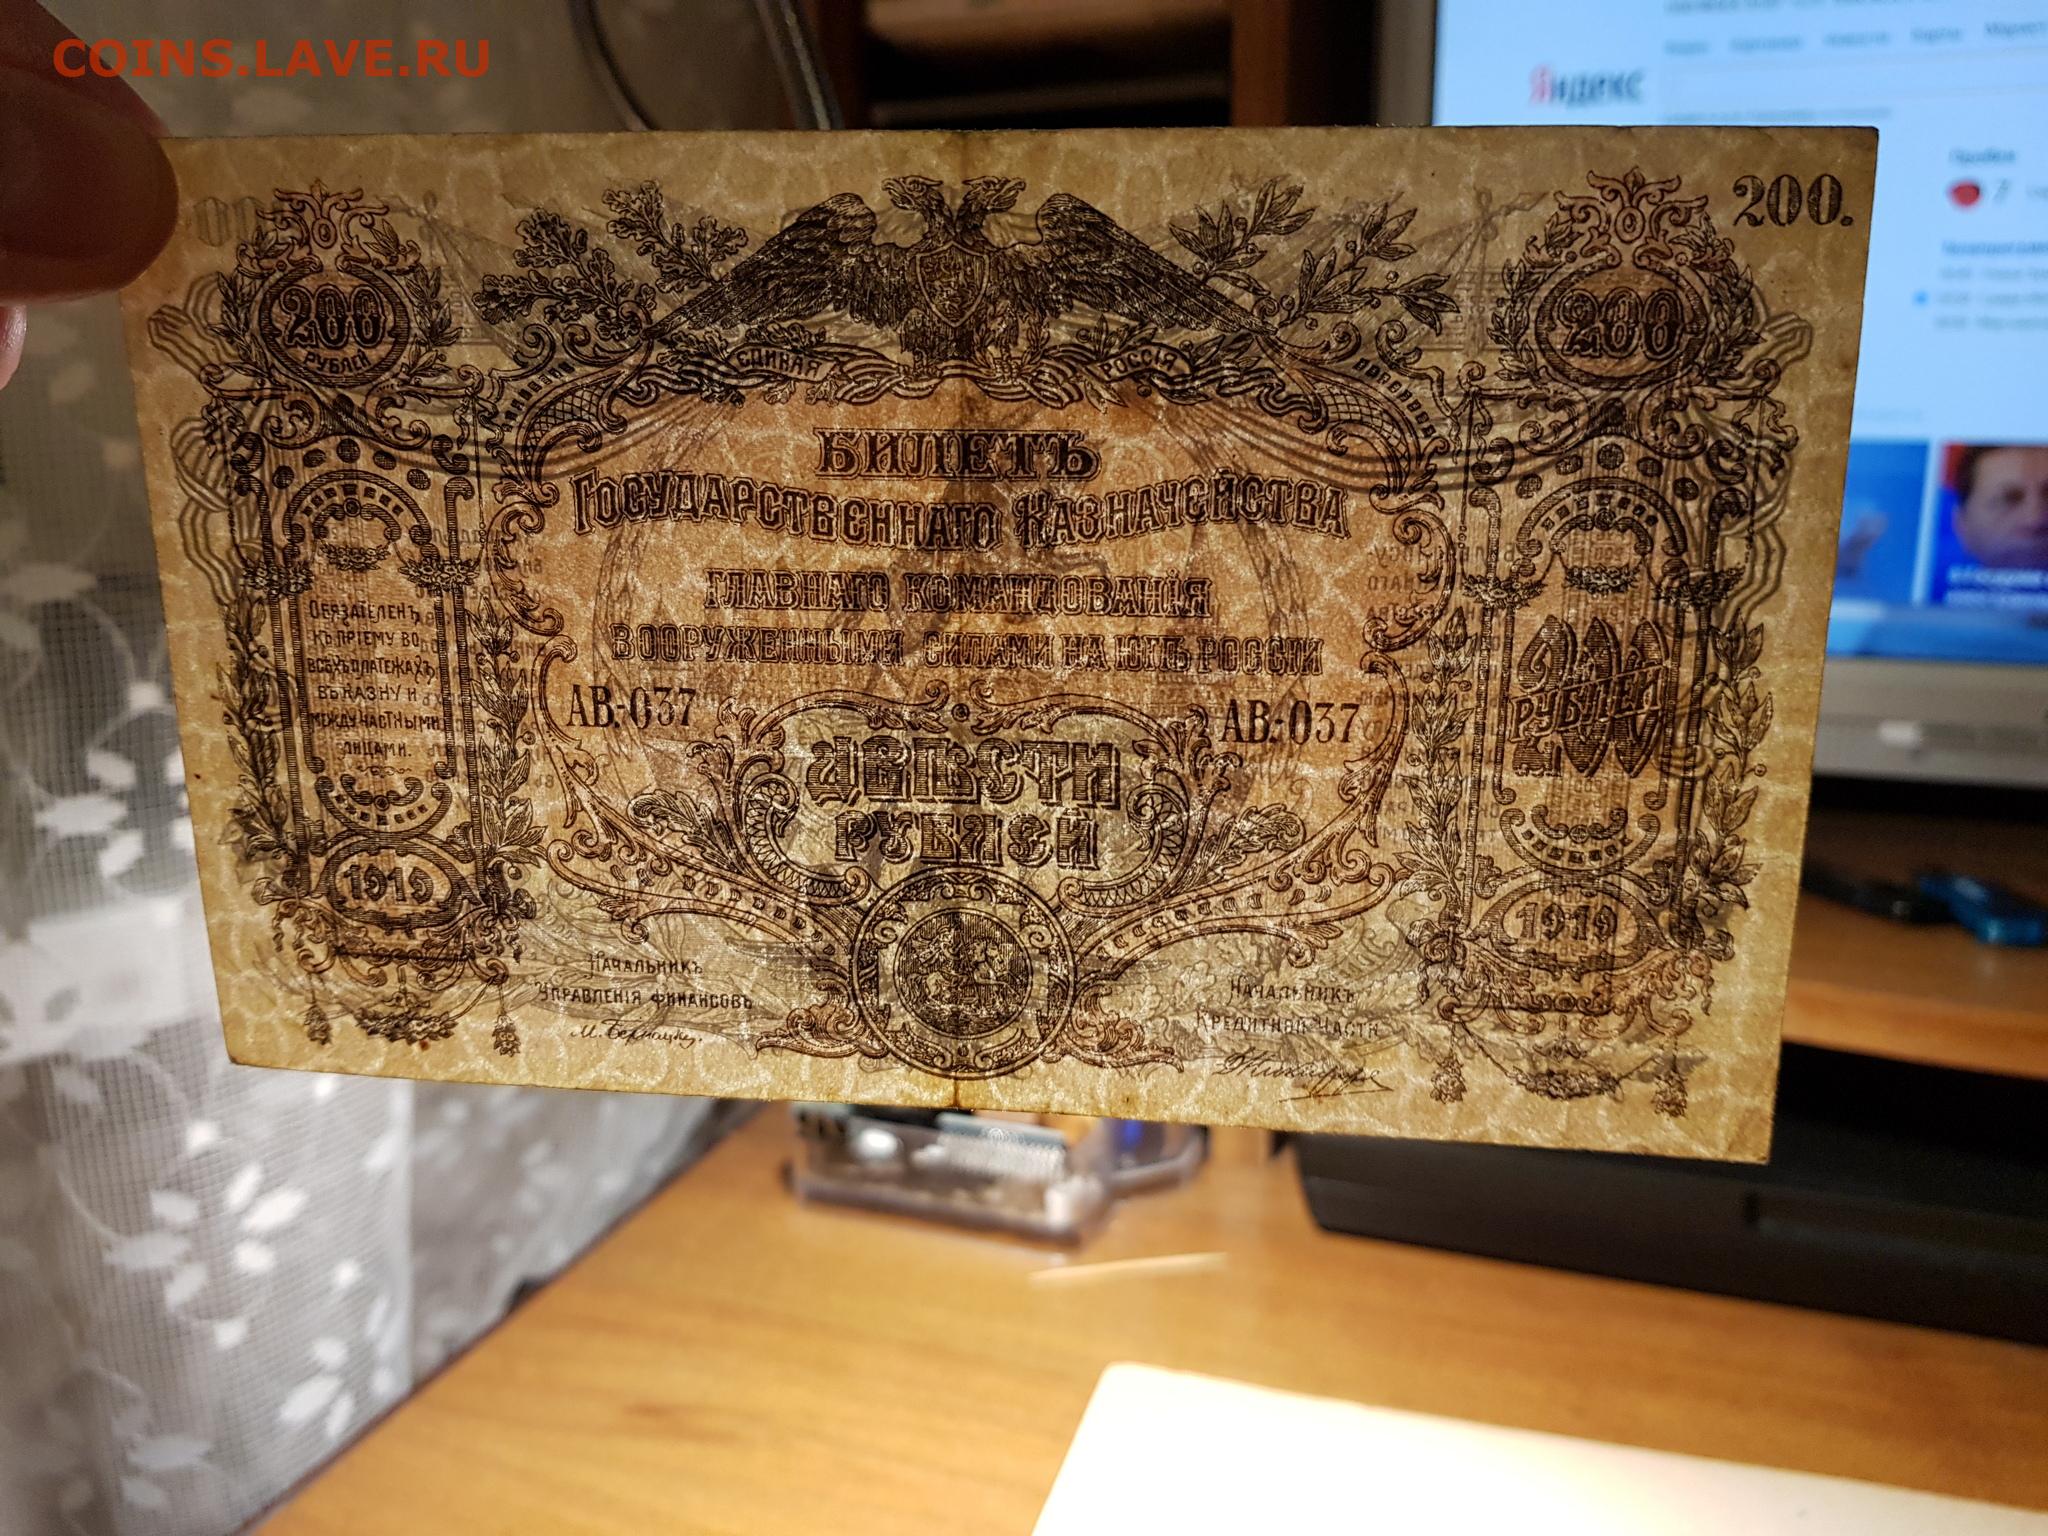 COINS.LAVE.RU
Яндекс
200.
200
РУБЛЕЙ
200
ЕДИНАЯ РОССІЯ
БИЛЕТЪ
ГОСУДАРСТВЕННАГО КАЗНАЧЕЙСТВА
ГЛАВНАГО КОМАНДОВАНІЯ
ВООРУЖЕННЫМИ СИЛАМИ НА ЮГѢ РОССІИ
ОБЯЗАТЕЛЕНЪ
КЪ ПРІЕМУ ВО
ВСѢХЪ ПЛАТЕЖАХЪ
ВЪ КАЗНУ И
МЕЖДУ ЧАСТНЫМИ
ЛИЦАМИ.
АВ.-037 АВ.-037
200
РУБЛЕЙ
ДВѢСТИ
РУБЛЕЙ
1919 1919
НАЧАЛЬНИКЪ
УПРАВЛЕНІЯ ФИНАНСОВЪ
НАЧАЛЬНИКЪ
КРЕДИТНОЙ ЧАСТИ